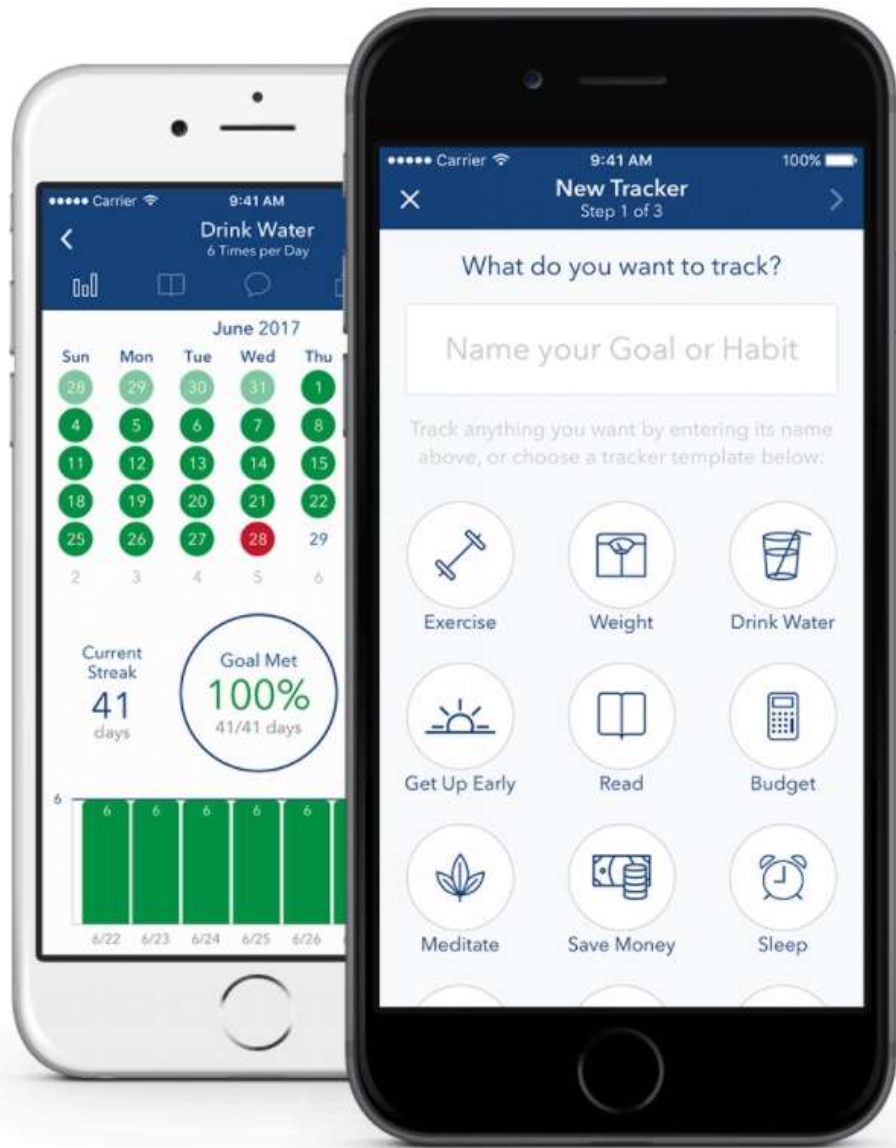 Carrier 9:41 AM
Drink Water
6 Times per Day
June 2017
Sun Mon Tue Wed Thu
28 29 30 31 1
4 5 6 7 8
11 12 13 14 15
18 19 20 21 22
25 26 27 28 29
2 3 4 5 6
Current
Streak
41
days
Goal Met
100%
41/41 days
6
6 6 6 6 6
6/22 6/23 6/24 6/25 6/26
Carrier 9:41 AM 100%
New Tracker
Step 1 of 3
What do you want to track?
Name your Goal or Habit
Track anything you want by entering its name
above, or choose a tracker template below:
Exercise Weight Drink Water
Get Up Early Read Budget
Meditate Save Money Sleep